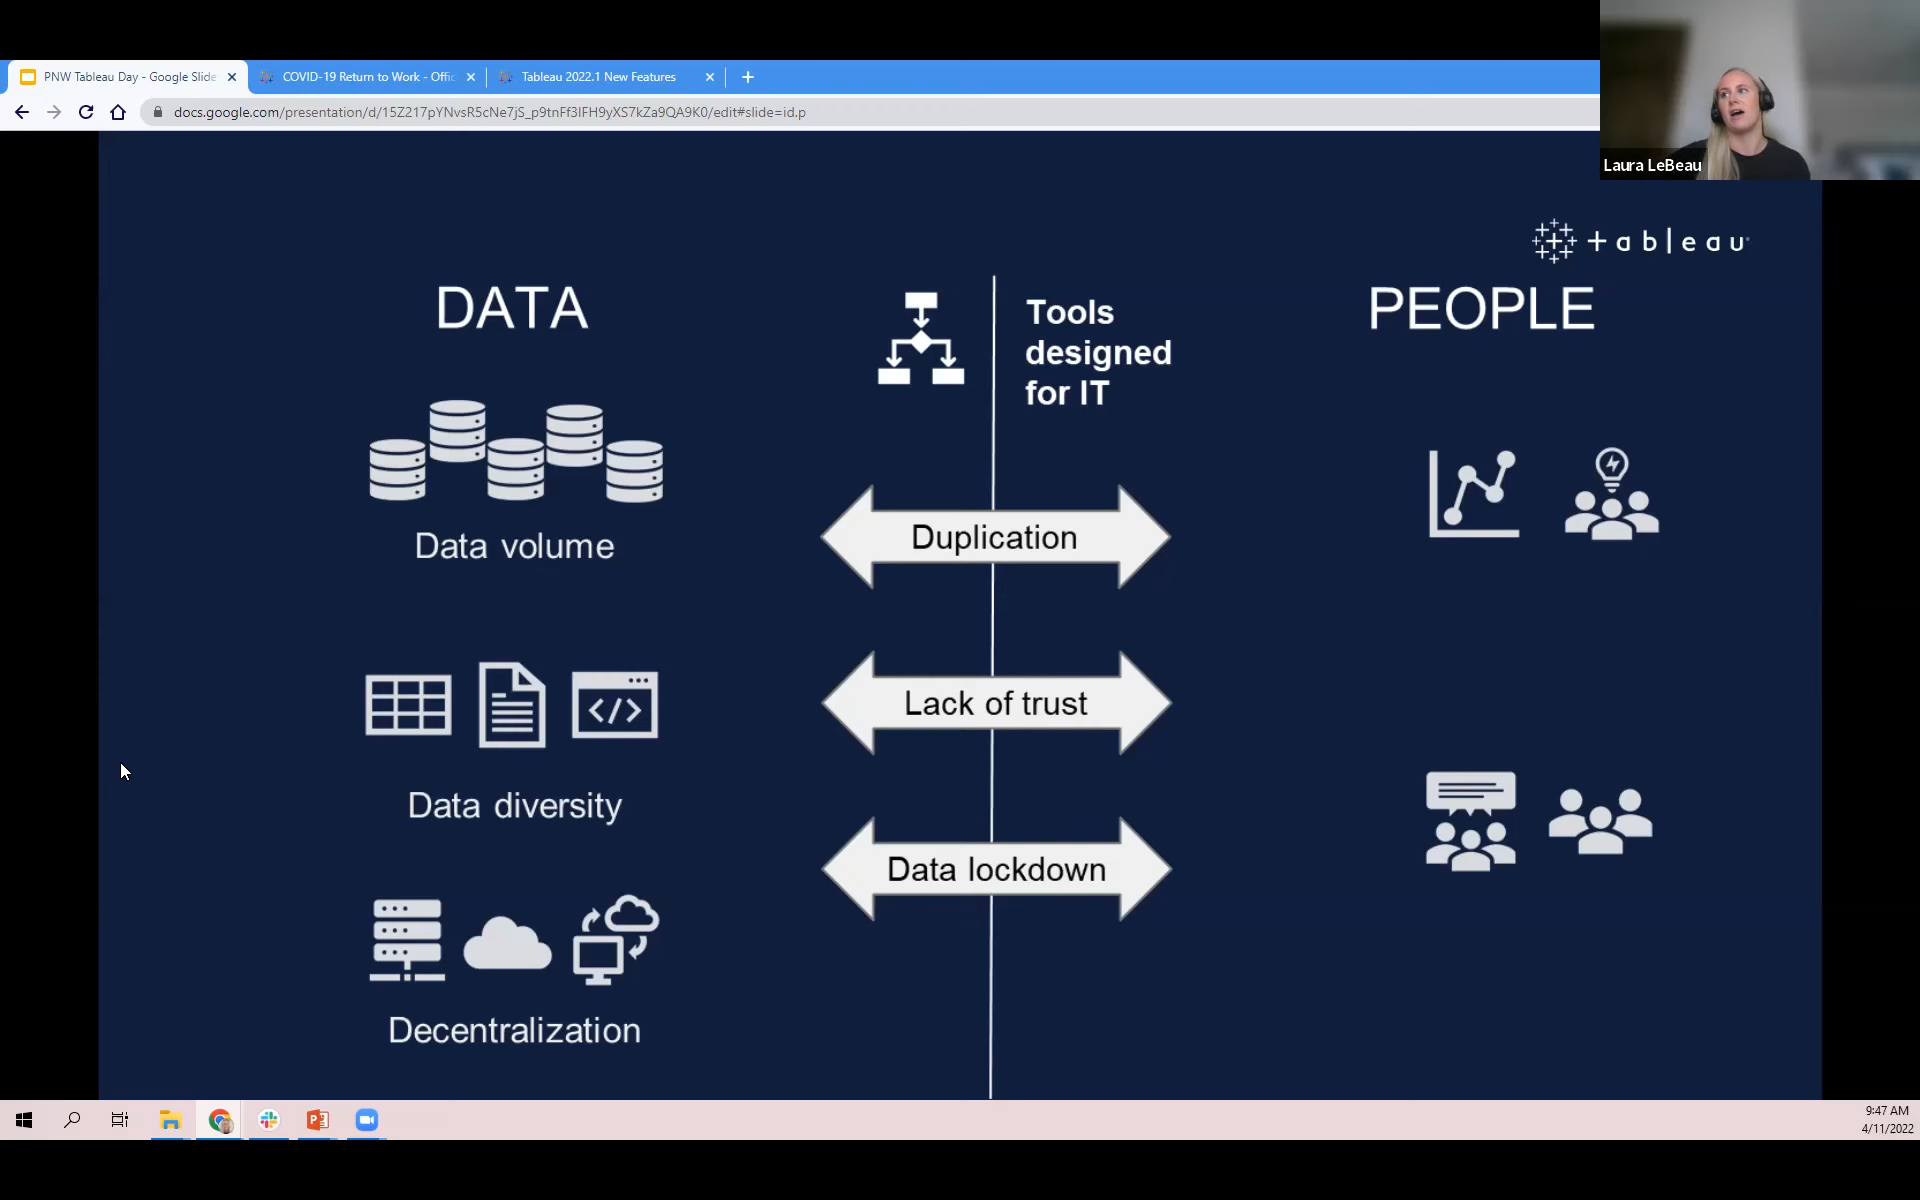 PNW Tableau Day - Google Slide
COVID-19 Return to Work - Offic
Tableau 2022.1 New Features
docs.google.com/presentation/d/15Z217pYNvsR5cNe7jS_p9tnFf3lFH9yXS7kZa9QA9K0/edit#slide=id.p
Laura LeBeau
+ableau
DATA
Tools
designed
for IT
PEOPLE
Data volume
Duplication
</>
Lack of trust
Data diversity
Data lockdown
Decentralization
9:47 AM
4/11/2022